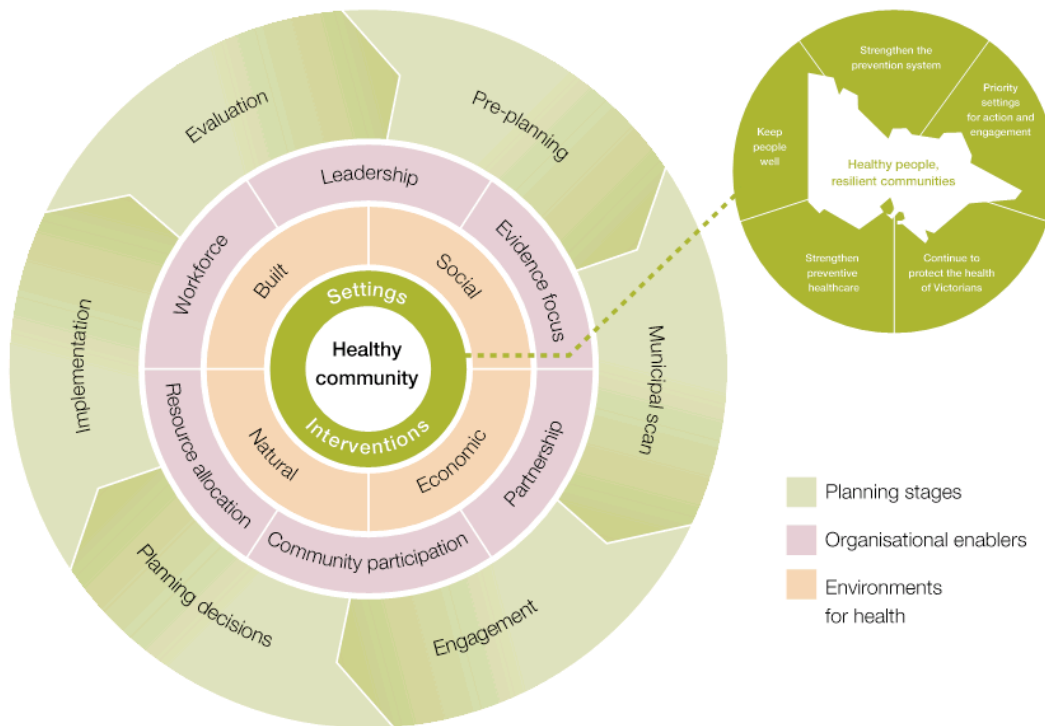 Evaluation
Pre-planning
Municipal scan
Engagement
Planning decisions
Implementation
Leadership
Evidence focus
Partnership
Community participation
Resource allocation
Workforce
Built
Social
Economic
Natural
Settings
Interventions
Healthy
community
Strengthen the
prevention system
Priority
settings
for action and
engagement
Continue to
protect the health
of Victorians
Strengthen
preventive
healthcare
Keep
people
well
Healthy people,
resilient communities
Planning stages
Organisational enablers
Environments
for health